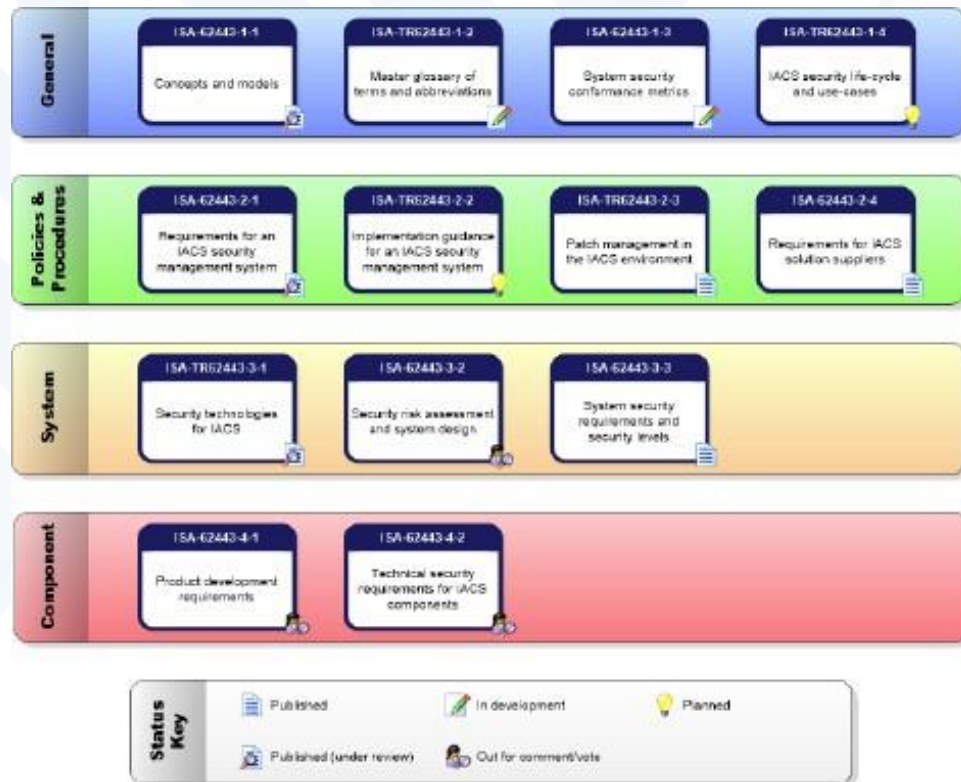 General
ISA-62443-1-1
Concepts and models
ISA-TR62443-1-2
Master glossary of
terms and abbreviations
ISA-62443-1-3
System security
conformance metrics
ISA-TR62443-1-4
IACS security life-cycle
and use-cases
Policies &
Procedures
ISA-62443-2-1
Requirements for an
IACS security
management system
ISA-TR62443-2-2
Implementation guidance
for an IACS security
management system
ISA-TR62443-2-3
Patch management in
the IACS environment
ISA-62443-2-4
Requirements for IACS
solution suppliers
System
ISA-TR62443-3-1
Security technologies
for IACS
ISA-62443-3-2
Security risk assessment
and system design
ISA-62443-3-3
System security
requirements and
security levels
Component
ISA-62443-4-1
Product development
requirements
ISA-62443-4-2
Technical security
requirements for IACS
components
Status
Key
Published
In development
Planned
Published (under review)
Out for comment/vote